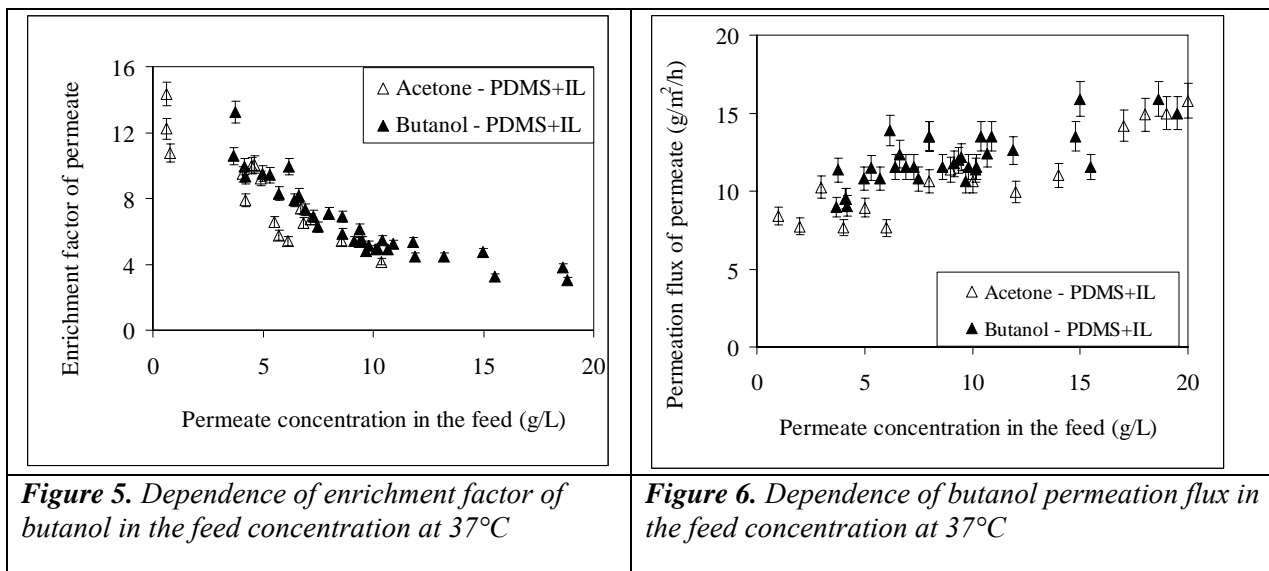 16
12
8
4
0
Enrichment factor of permeate
△ Acetone - PDMS+IL
▲ Butanol - PDMS+IL
0 5 10 15 20
Permeate concentration in the feed (g/L)
Figure 5. Dependence of enrichment factor of
butanol in the feed concentration at 37°C
20
15
10
5
0
Permeation flux of permeate (g/m²/h)
△ Acetone - PDMS+IL
▲ Butanol - PDMS+IL
0 5 10 15 20
Permeate concentration in the feed (g/L)
Figure 6. Dependence of butanol permeation flux in
the feed concentration at 37°C